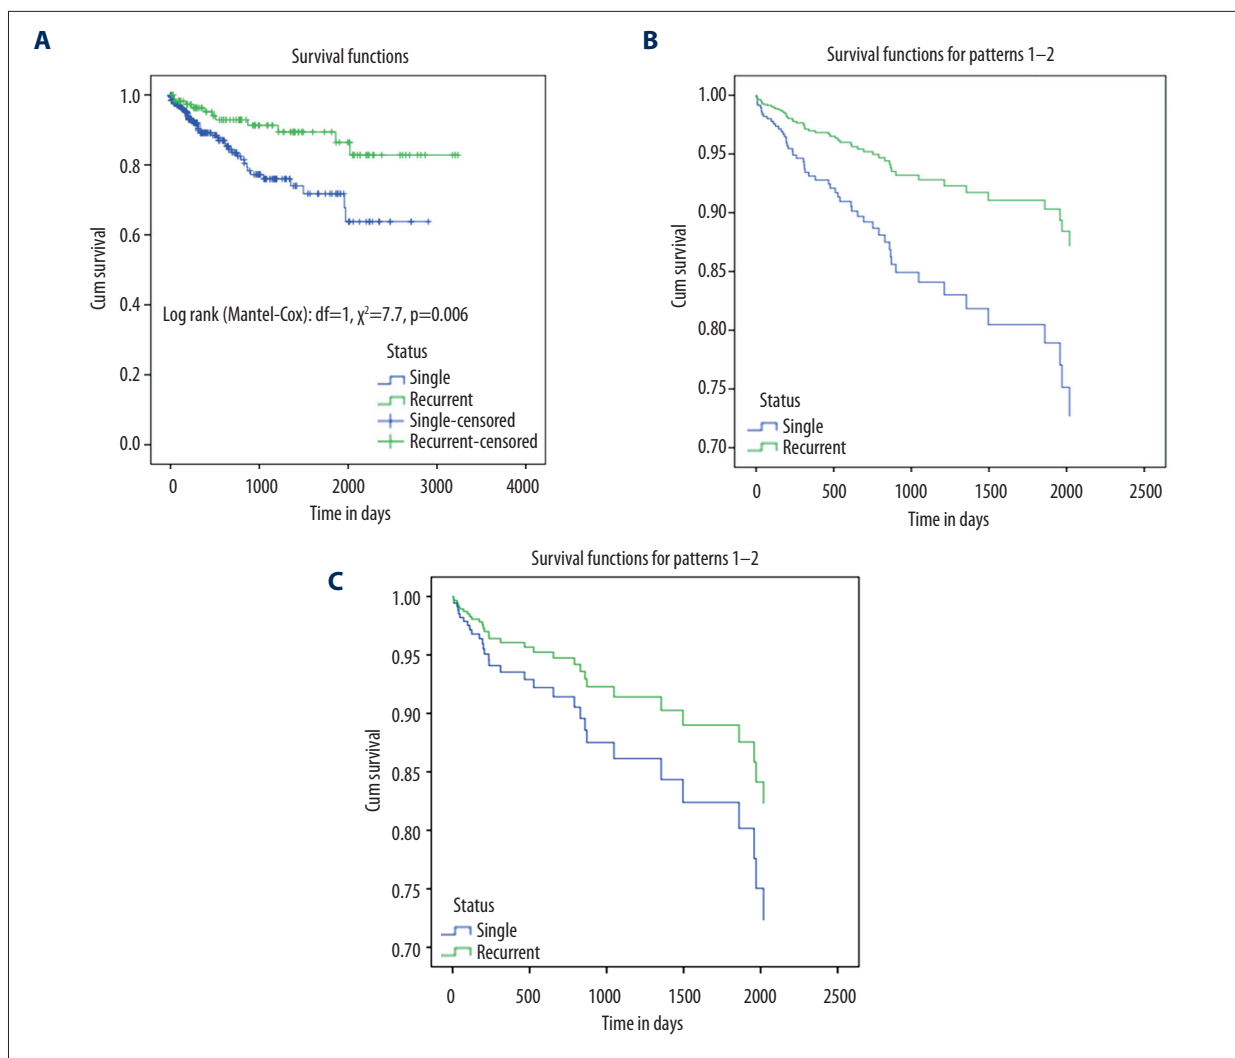 A
Survival functions
1.0
0.8
0.6
0.4
0.2
0.0
Cum survival
Log rank (Mantel-Cox): df=1, χ²=7.7, p=0.006
Status
Single
Recurrent
Single-censored
Recurrent-censored
0 1000 2000 3000 4000
Time in days
B
Survival functions for patterns 1–2
1.00
0.95
0.90
0.85
0.80
0.75
0.70
Cum survival
Status
Single
Recurrent
0 500 1000 1500 2000 2500
Time in days
C
Survival functions for patterns 1–2
1.00
0.95
0.90
0.85
0.80
0.75
0.70
Cum survival
Status
Single
Recurrent
0 500 1000 1500 2000 2500
Time in days